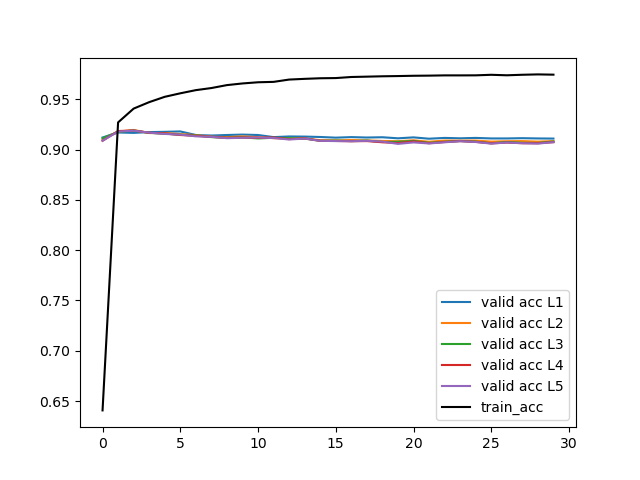 0.95
0.90
0.85
0.80
0.75
0.70
0.65
0
5
10
15
20
25
30
valid acc L1
valid acc L2
valid acc L3
valid acc L4
valid acc L5
train_acc